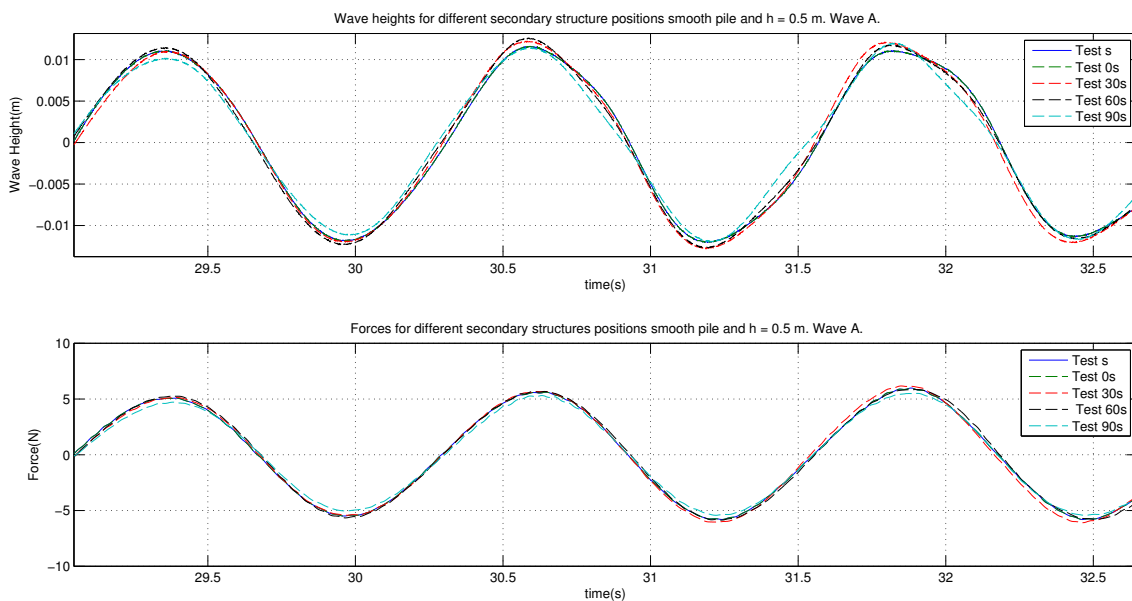 Wave heights for different secondary structure positions smooth pile and h = 0.5 m. Wave A.
Wave Height(m)
0.01
0.005
0
−0.005
−0.01
Test s
Test 0s
Test 30s
Test 60s
Test 90s
29.5 30 30.5 31 31.5 32 32.5
time(s)
Forces for different secondary structures positions smooth pile and h = 0.5 m. Wave A.
Force(N)
10
5
0
−5
−10
Test s
Test 0s
Test 30s
Test 60s
Test 90s
29.5 30 30.5 31 31.5 32 32.5
time(s)